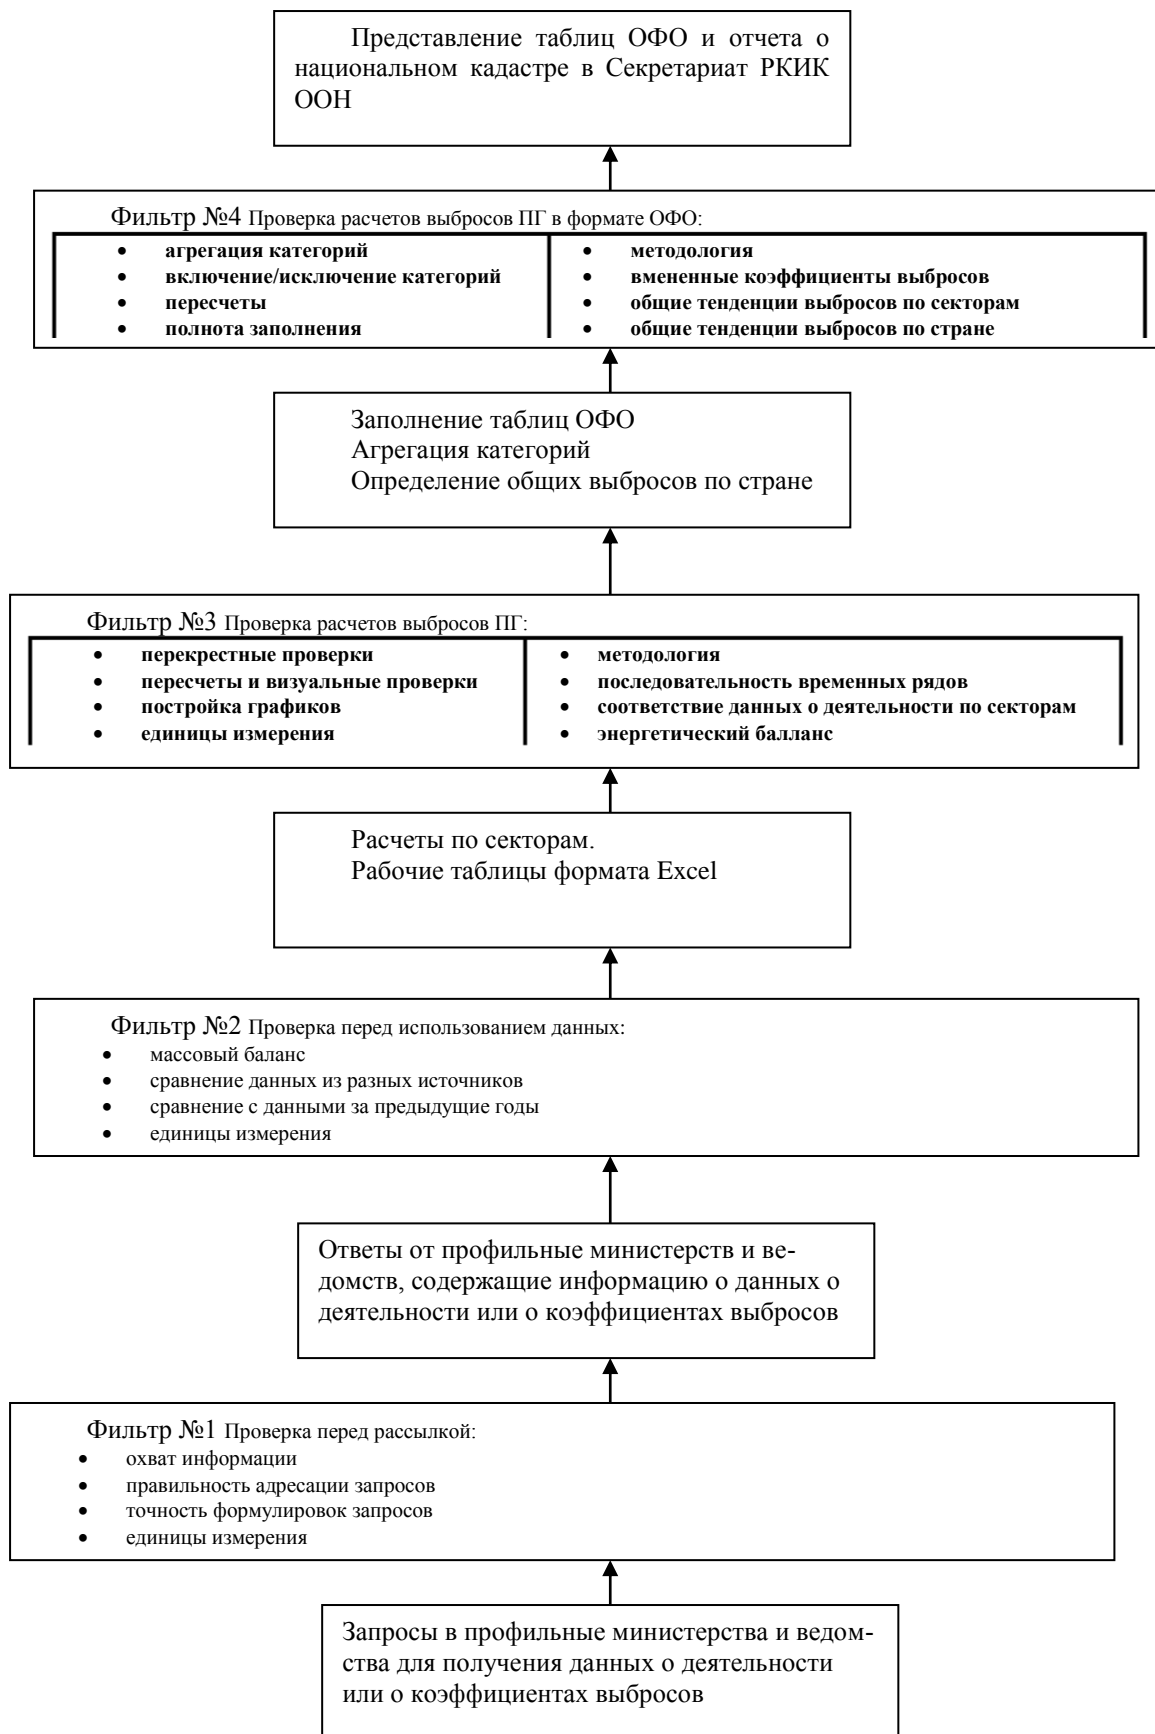 Представление таблиц ОФО и отчета о
национальном кадастре в Секретариат РКИК
ООН
Фильтр №4 Проверка расчетов выбросов ПГ в формате ОФО:
• агрегация категорий
• включение/исключение категорий
• пересчеты
• полнота заполнения
• методология
• вмененные коэффициенты выбросов
• общие тенденции выбросов по секторам
• общие тенденции выбросов по стране
Заполнение таблиц ОФО
Агрегация категорий
Определение общих выбросов по стране
Фильтр №3 Проверка расчетов выбросов ПГ:
• перекрестные проверки
• пересчеты и визуальные проверки
• постройка графиков
• единицы измерения
• методология
• последовательность временных рядов
• соответствие данных о деятельности по секторам
• энергетический балланс
Расчеты по секторам.
Рабочие таблицы формата Excel
Фильтр №2 Проверка перед использованием данных:
• массовый баланс
• сравнение данных из разных источников
• сравнение с данными за предыдущие годы
• единицы измерения
Ответы от профильные министерств и ве-
домств, содержащие информацию о данных о
деятельности или о коэффициентах выбросов
Фильтр №1 Проверка перед рассылкой:
• охват информации
• правильность адресации запросов
• точность формулировок запросов
• единицы измерения
Запросы в профильные министерства и ведом-
ства для получения данных о деятельности
или о коэффициентах выбросов